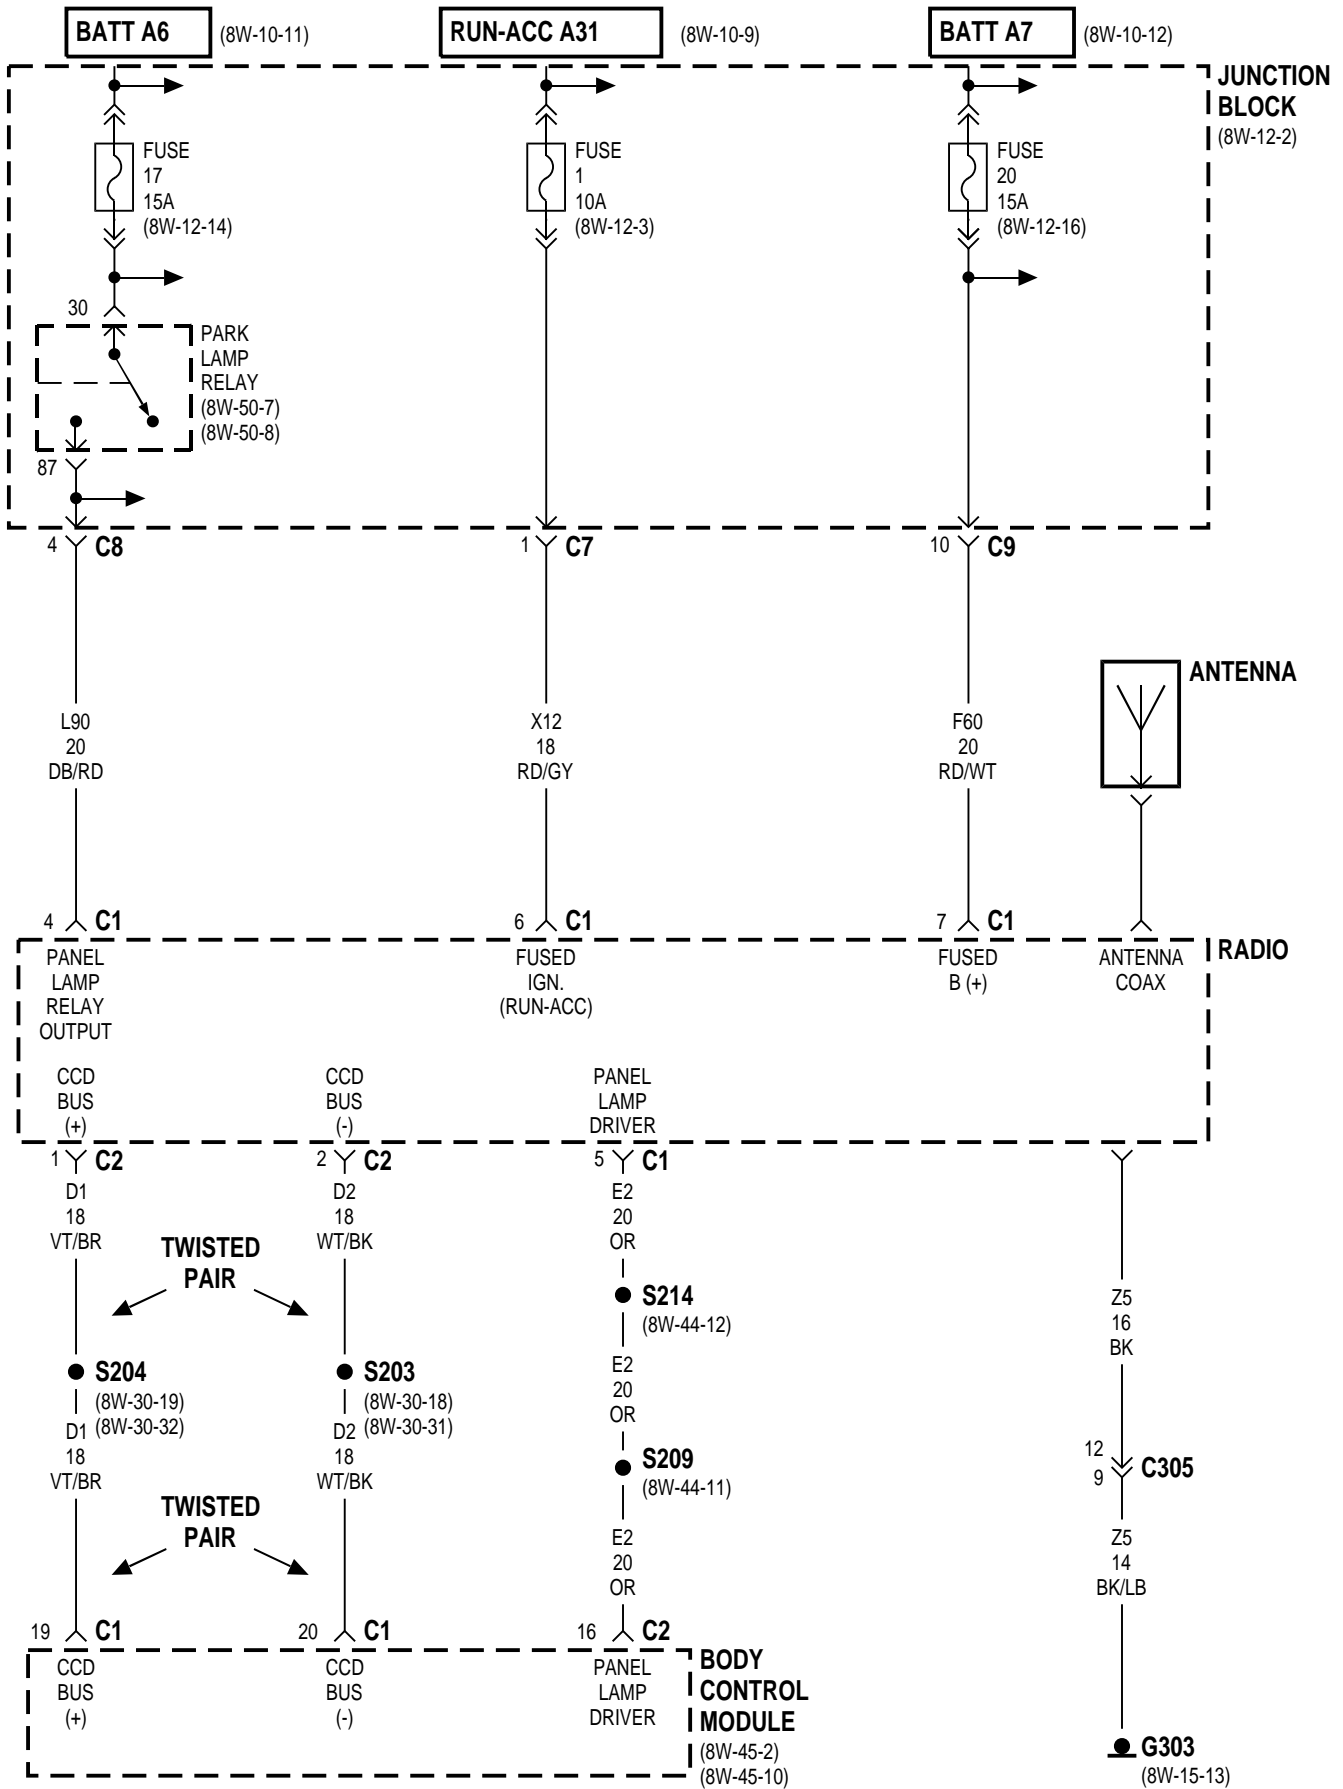 BATT A6
(8W-10-11)
RUN-ACC A31
(8W-10-9)
BATT A7
(8W-10-12)
JUNCTION
BLOCK
(8W-12-2)
FUSE
17
15A
(8W-12-14)
FUSE
1
10A
(8W-12-3)
FUSE
20
15A
(8W-12-16)
30
PARK
LAMP
RELAY
(8W-50-7)
(8W-50-8)
87
4 C8
1 C7
10 C9
ANTENNA
L90
20
DB/RD
X12
18
RD/GY
F60
20
RD/WT
4 C1
6 C1
7 C1
RADIO
PANEL
LAMP
RELAY
OUTPUT
FUSED
IGN.
(RUN-ACC)
FUSED
B (+)
ANTENNA
COAX
CCD
BUS
(+)
CCD
BUS
(-)
PANEL
LAMP
DRIVER
1 C2
2 C2
5 C1
D1
18
VT/BR
D2
18
WT/BK
E2
20
OR
TWISTED
PAIR
S214
(8W-44-12)
Z5
16
BK
S204
(8W-30-19)
(8W-30-32)
S203
(8W-30-18)
(8W-30-31)
E2
20
OR
D1
18
VT/BR
D2
18
WT/BK
S209
(8W-44-11)
12
9
C305
TWISTED
PAIR
E2
20
OR
Z5
14
BK/LB
19 C1
20 C1
16 C2
CCD
BUS
(+)
CCD
BUS
(-)
PANEL
LAMP
DRIVER
BODY
CONTROL
MODULE
(8W-45-2)
(8W-45-10)
G303
(8W-15-13)